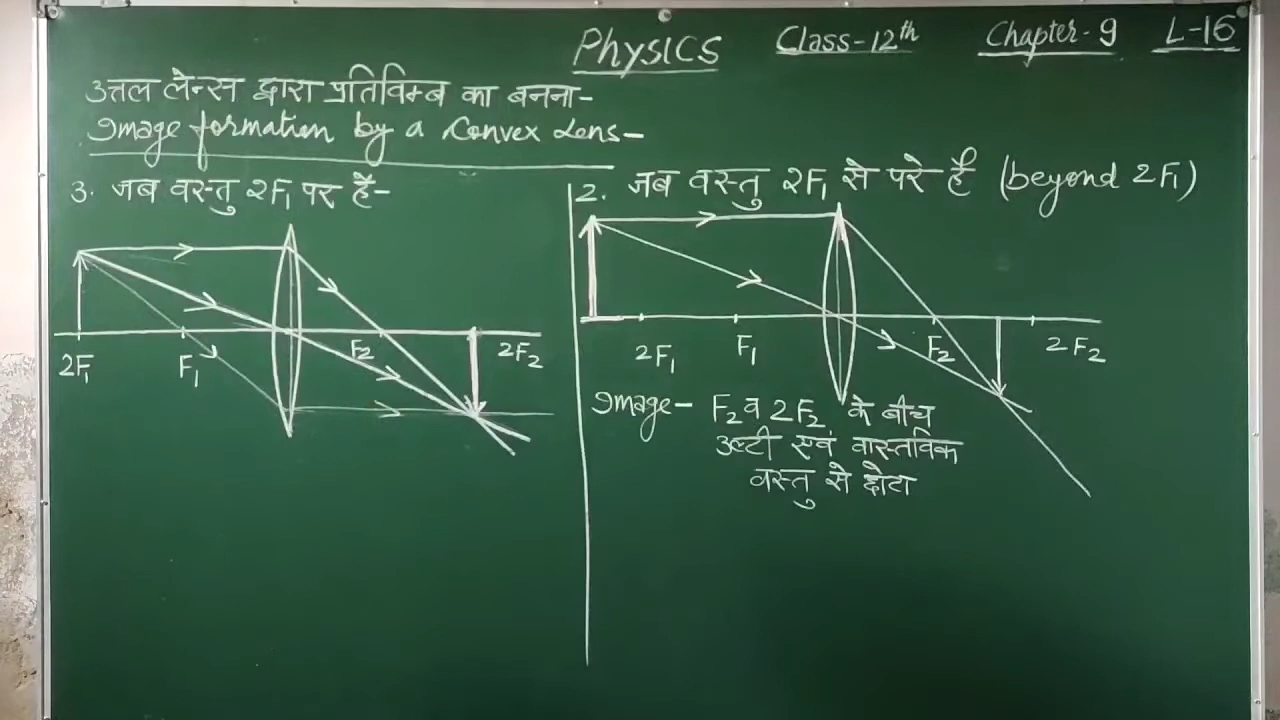 Physics Class-12th Chapter-9 L-16
उत्तल लेन्स द्वारा प्रतिविम्ब का बनना-
Image formation by a Convex Lens-
3. जब वस्तु 2F₁ पर है-
2F₁ F₁ F₂ 2F₂
2. जब वस्तु 2F₁ से परे है (beyond 2F₁)
2F₁ F₁ F₂ 2F₂
Image- F₂ व 2F₂ के बीच
उल्टी एवं वास्तविक
वस्तु से छोटा